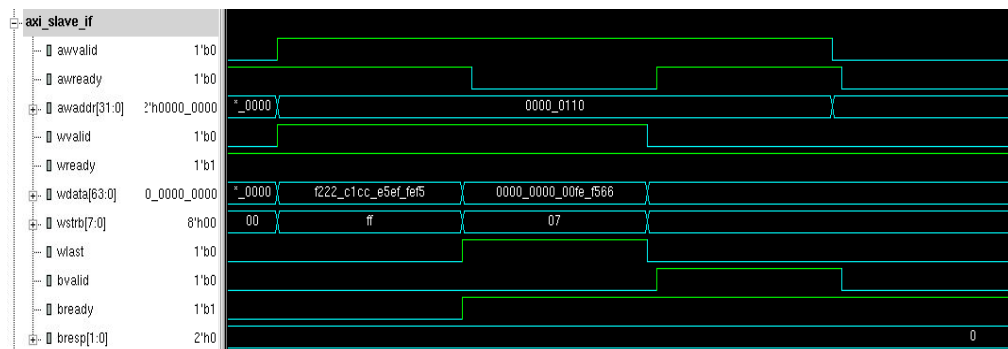 axi_slave_if
awvalid 1'b0
awready 1'b0
awaddr[31:0] 2'h0000_0000 *_0000 0000_0110
wvalid 1'b0
wready 1'b1
wdata[63:0] 0_0000_0000 *_0000 f222_c1cc_e5ef_fef5 0000_0000_00fe_f566
wstrb[7:0] 8'h00 00 ff 07
wlast 1'b0
bvalid 1'b0
bready 1'b1
bresp[1:0] 2'h0 0